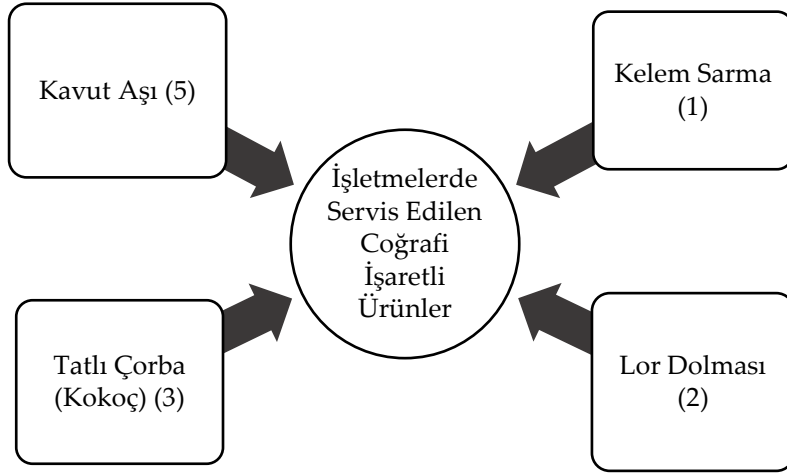 Kavut Aşı (5)
Kelem Sarma
(1)
İşletmelerde
Servis Edilen
Coğrafi
İşaretli
Ürünler
Tatlı Çorba
(Kokoç) (3)
Lor Dolması
(2)